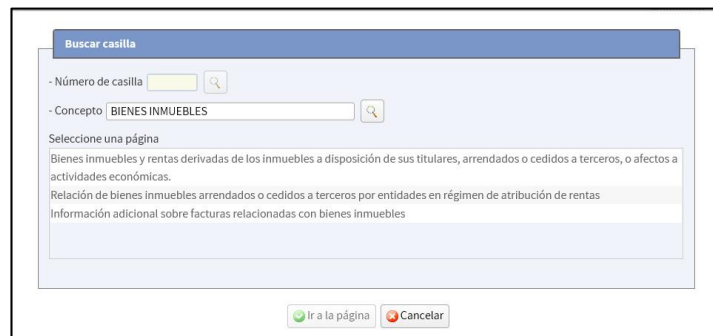 Buscar casilla
- Número de casilla
- Concepto BIENES INMUEBLES
Seleccione una página
Bienes inmuebles y rentas derivadas de los inmuebles a disposición de sus titulares, arrendados o cedidos a terceros, o afectos a
actividades económicas.
Relación de bienes inmuebles arrendados o cedidos a terceros por entidades en régimen de atribución de rentas
Información adicional sobre facturas relacionadas con bienes inmuebles
Ir a la página Cancelar